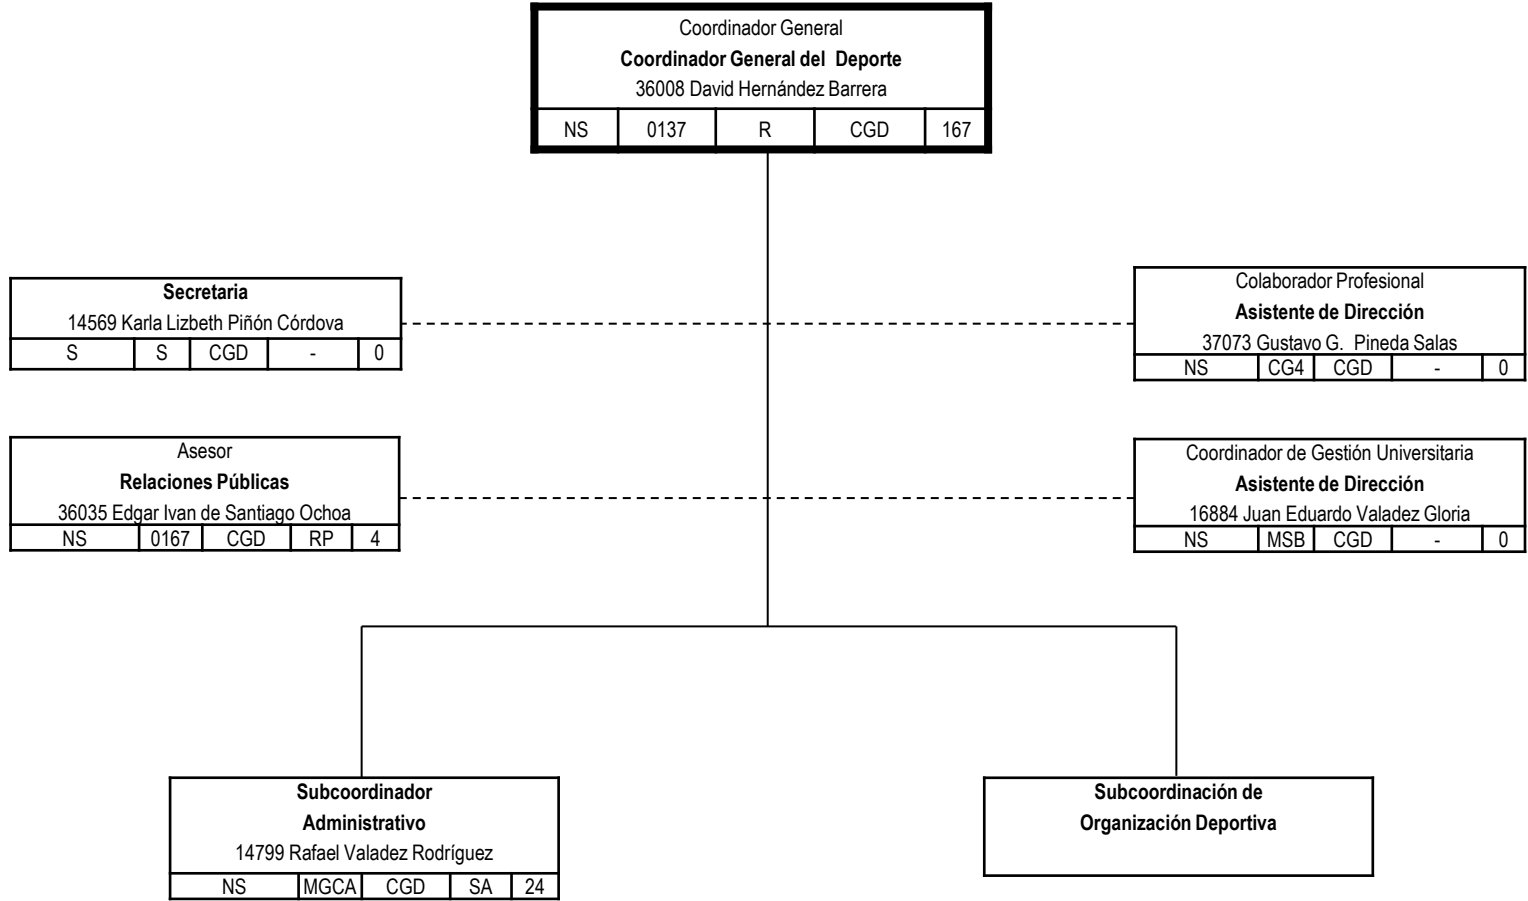 Coordinador General
Coordinador General del Deporte
36008 David Hernández Barrera
NS 0137 R CGD 167
Secretaria
14569 Karla Lizbeth Piñón Córdova
S S CGD - 0
Colaborador Profesional
Asistente de Dirección
37073 Gustavo G. Pineda Salas
NS CG4 CGD - 0
Asesor
Relaciones Públicas
36035 Edgar Ivan de Santiago Ochoa
NS 0167 CGD RP 4
Coordinador de Gestión Universitaria
Asistente de Dirección
16884 Juan Eduardo Valadez Gloria
NS MSB CGD - 0
Subcoordinador
Administrativo
14799 Rafael Valadez Rodríguez
NS MGCA CGD SA 24
Subcoordinación de
Organización Deportiva